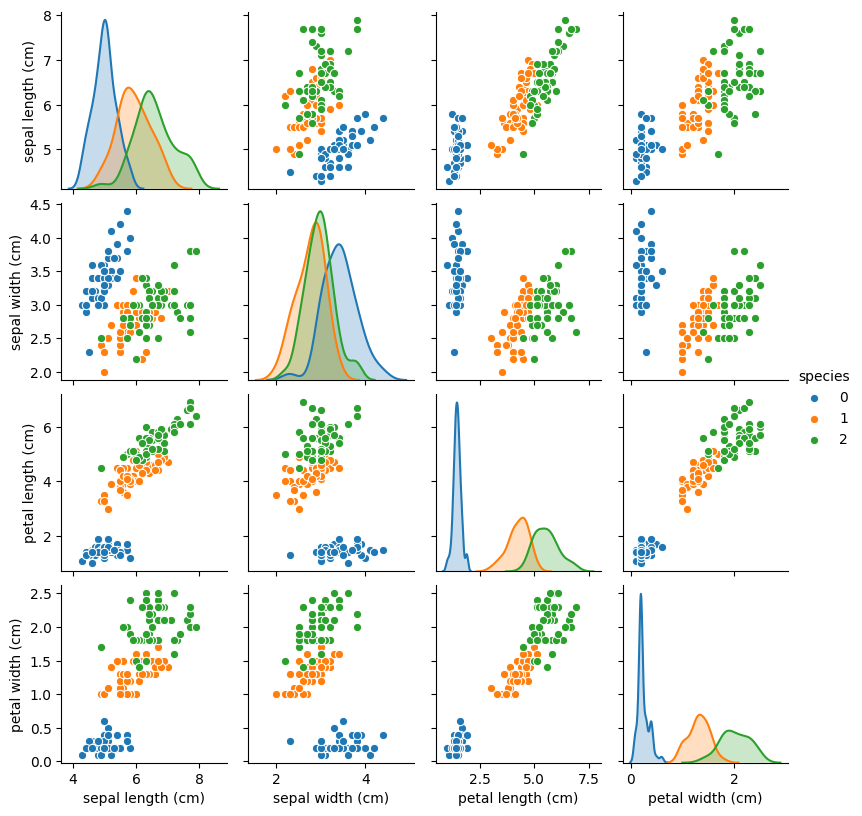 8
7
6
5
sepal length (cm)
4.5
4.0
3.5
3.0
2.5
2.0
sepal width (cm)
species
0
1
2
6
4
2
petal length (cm)
2.5
2.0
1.5
1.0
0.5
0.0
petal width (cm)
4 6 8
2 4
2.5 5.0 7.5
0 2
sepal length (cm)
sepal width (cm)
petal length (cm)
petal width (cm)